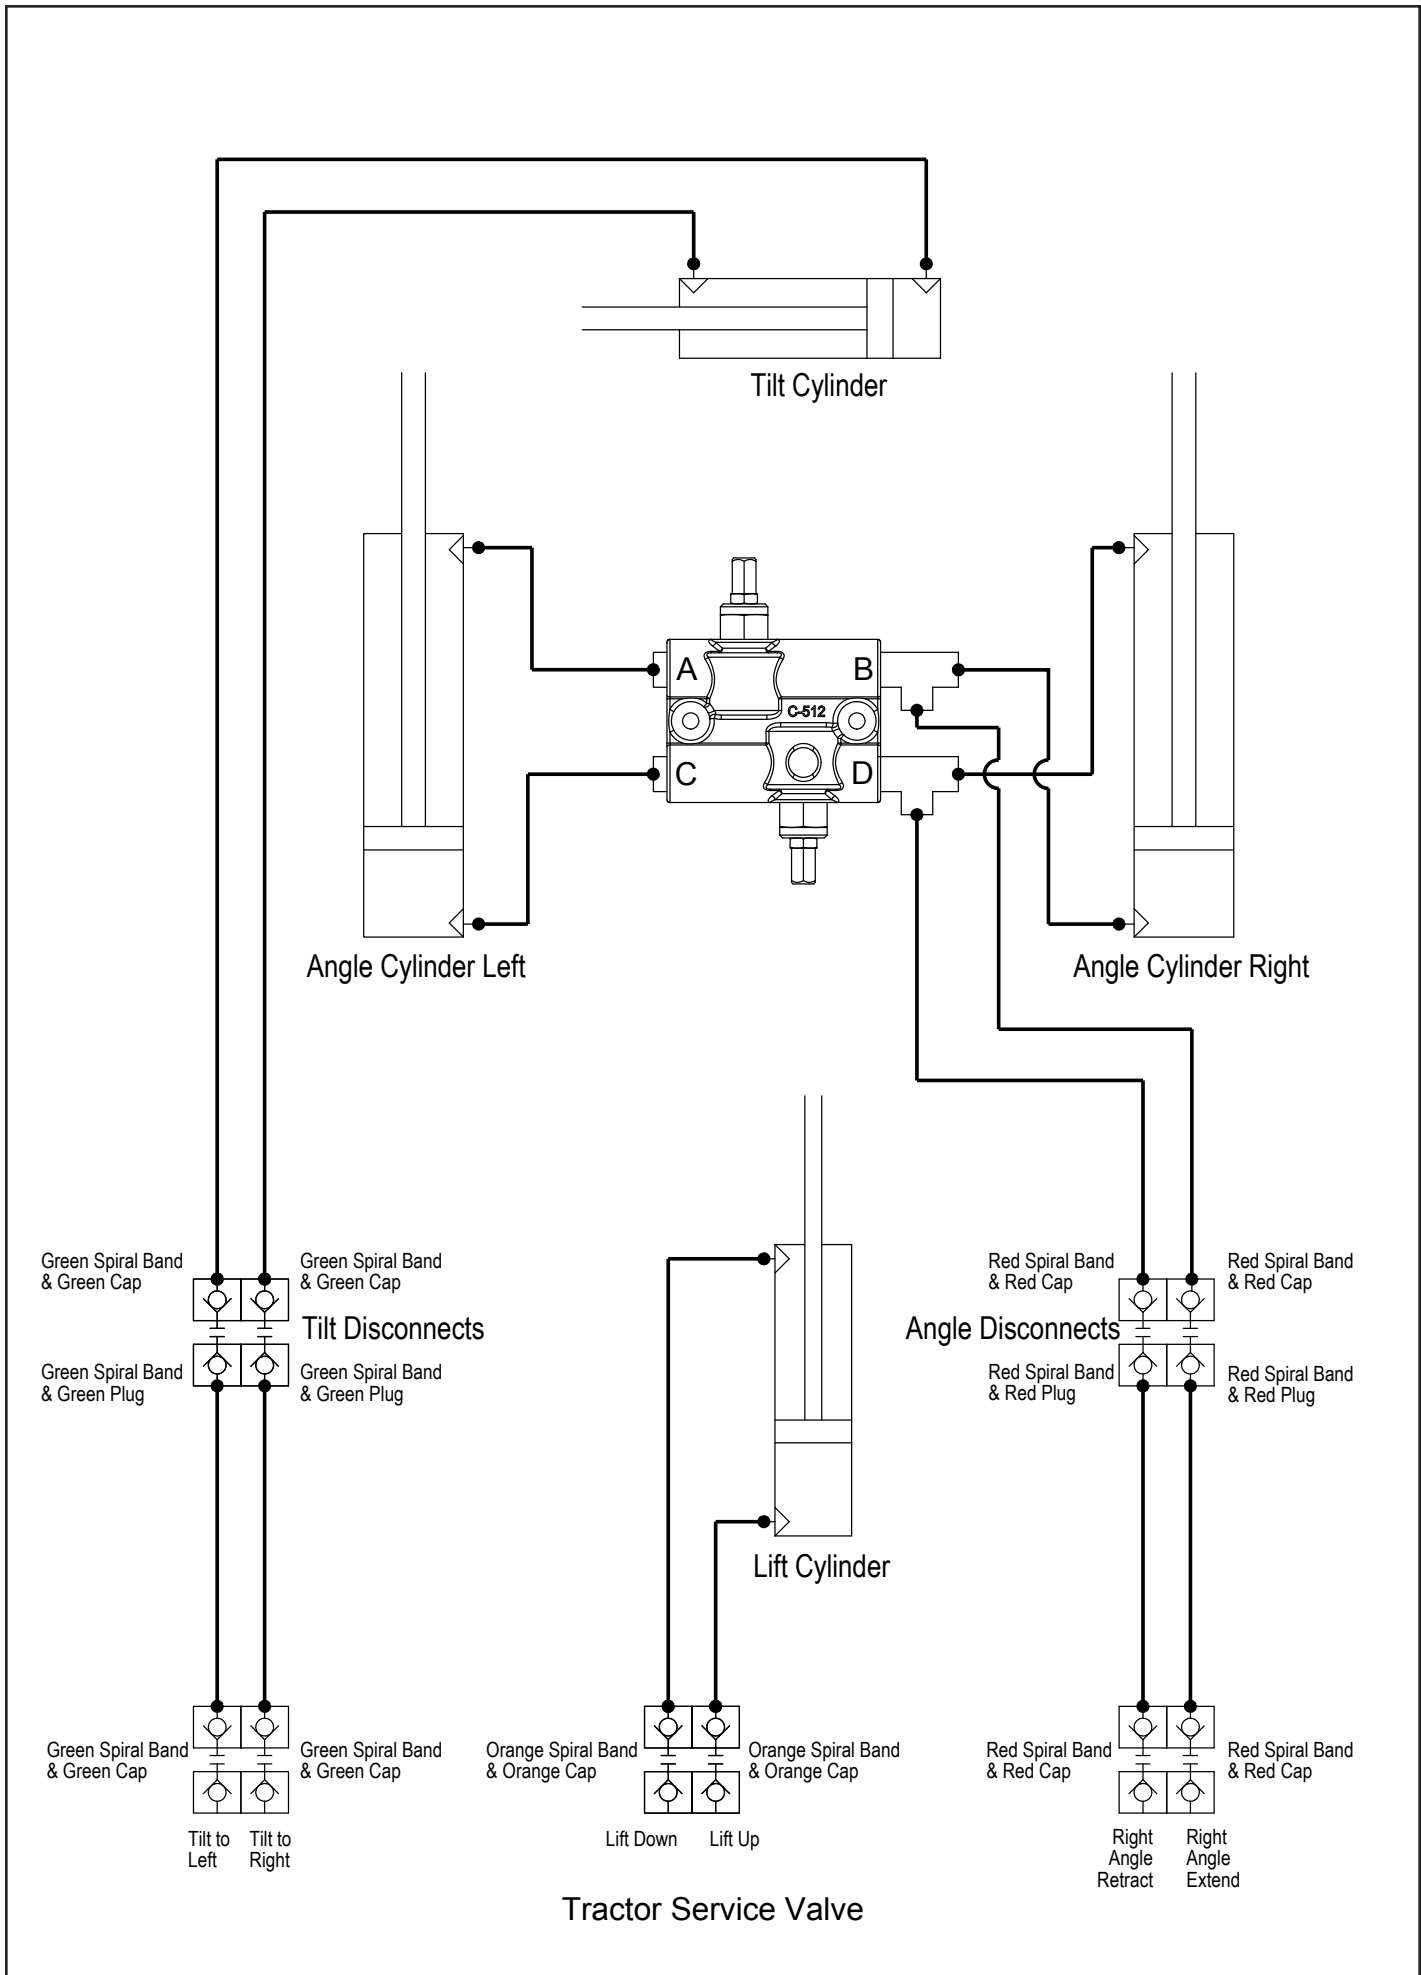 Tilt Cylinder
A
B
C-512
C
D
Angle Cylinder Left
Angle Cylinder Right
Green Spiral Band
& Green Cap
Green Spiral Band
& Green Cap
Red Spiral Band
& Red Cap
Red Spiral Band
& Red Cap
Tilt Disconnects
Angle Disconnects
Green Spiral Band
& Green Plug
Green Spiral Band
& Green Plug
Red Spiral Band
& Red Plug
Red Spiral Band
& Red Plug
Lift Cylinder
Green Spiral Band
& Green Cap
Green Spiral Band
& Green Cap
Orange Spiral Band
& Orange Cap
Orange Spiral Band
& Orange Cap
Red Spiral Band
& Red Cap
Red Spiral Band
& Red Cap
Tilt to
Left
Tilt to
Right
Lift Down
Lift Up
Right
Angle
Retract
Right
Angle
Extend
Tractor Service Valve